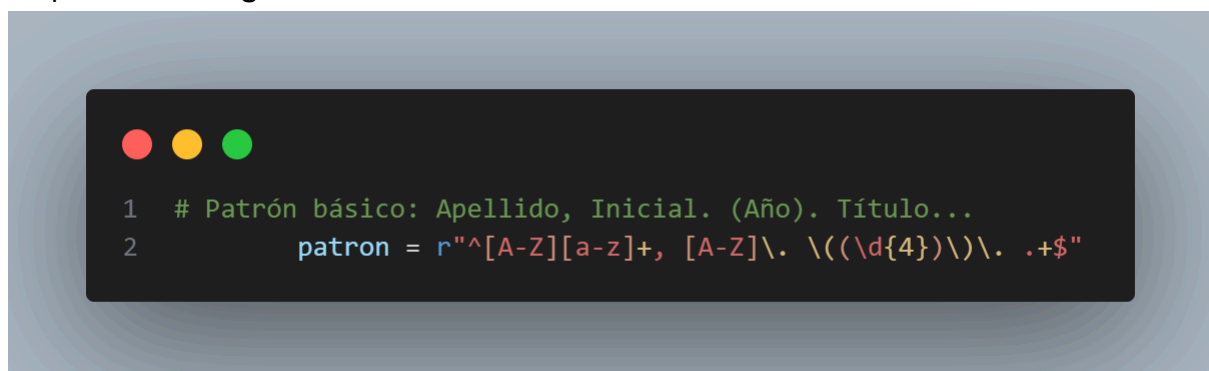 1 # Patrón básico: Apellido, Inicial. (Año). Título...
2 patron = r"^[A-Z][a-z]+, [A-Z]\. \((\d{4})\)\. .+$"